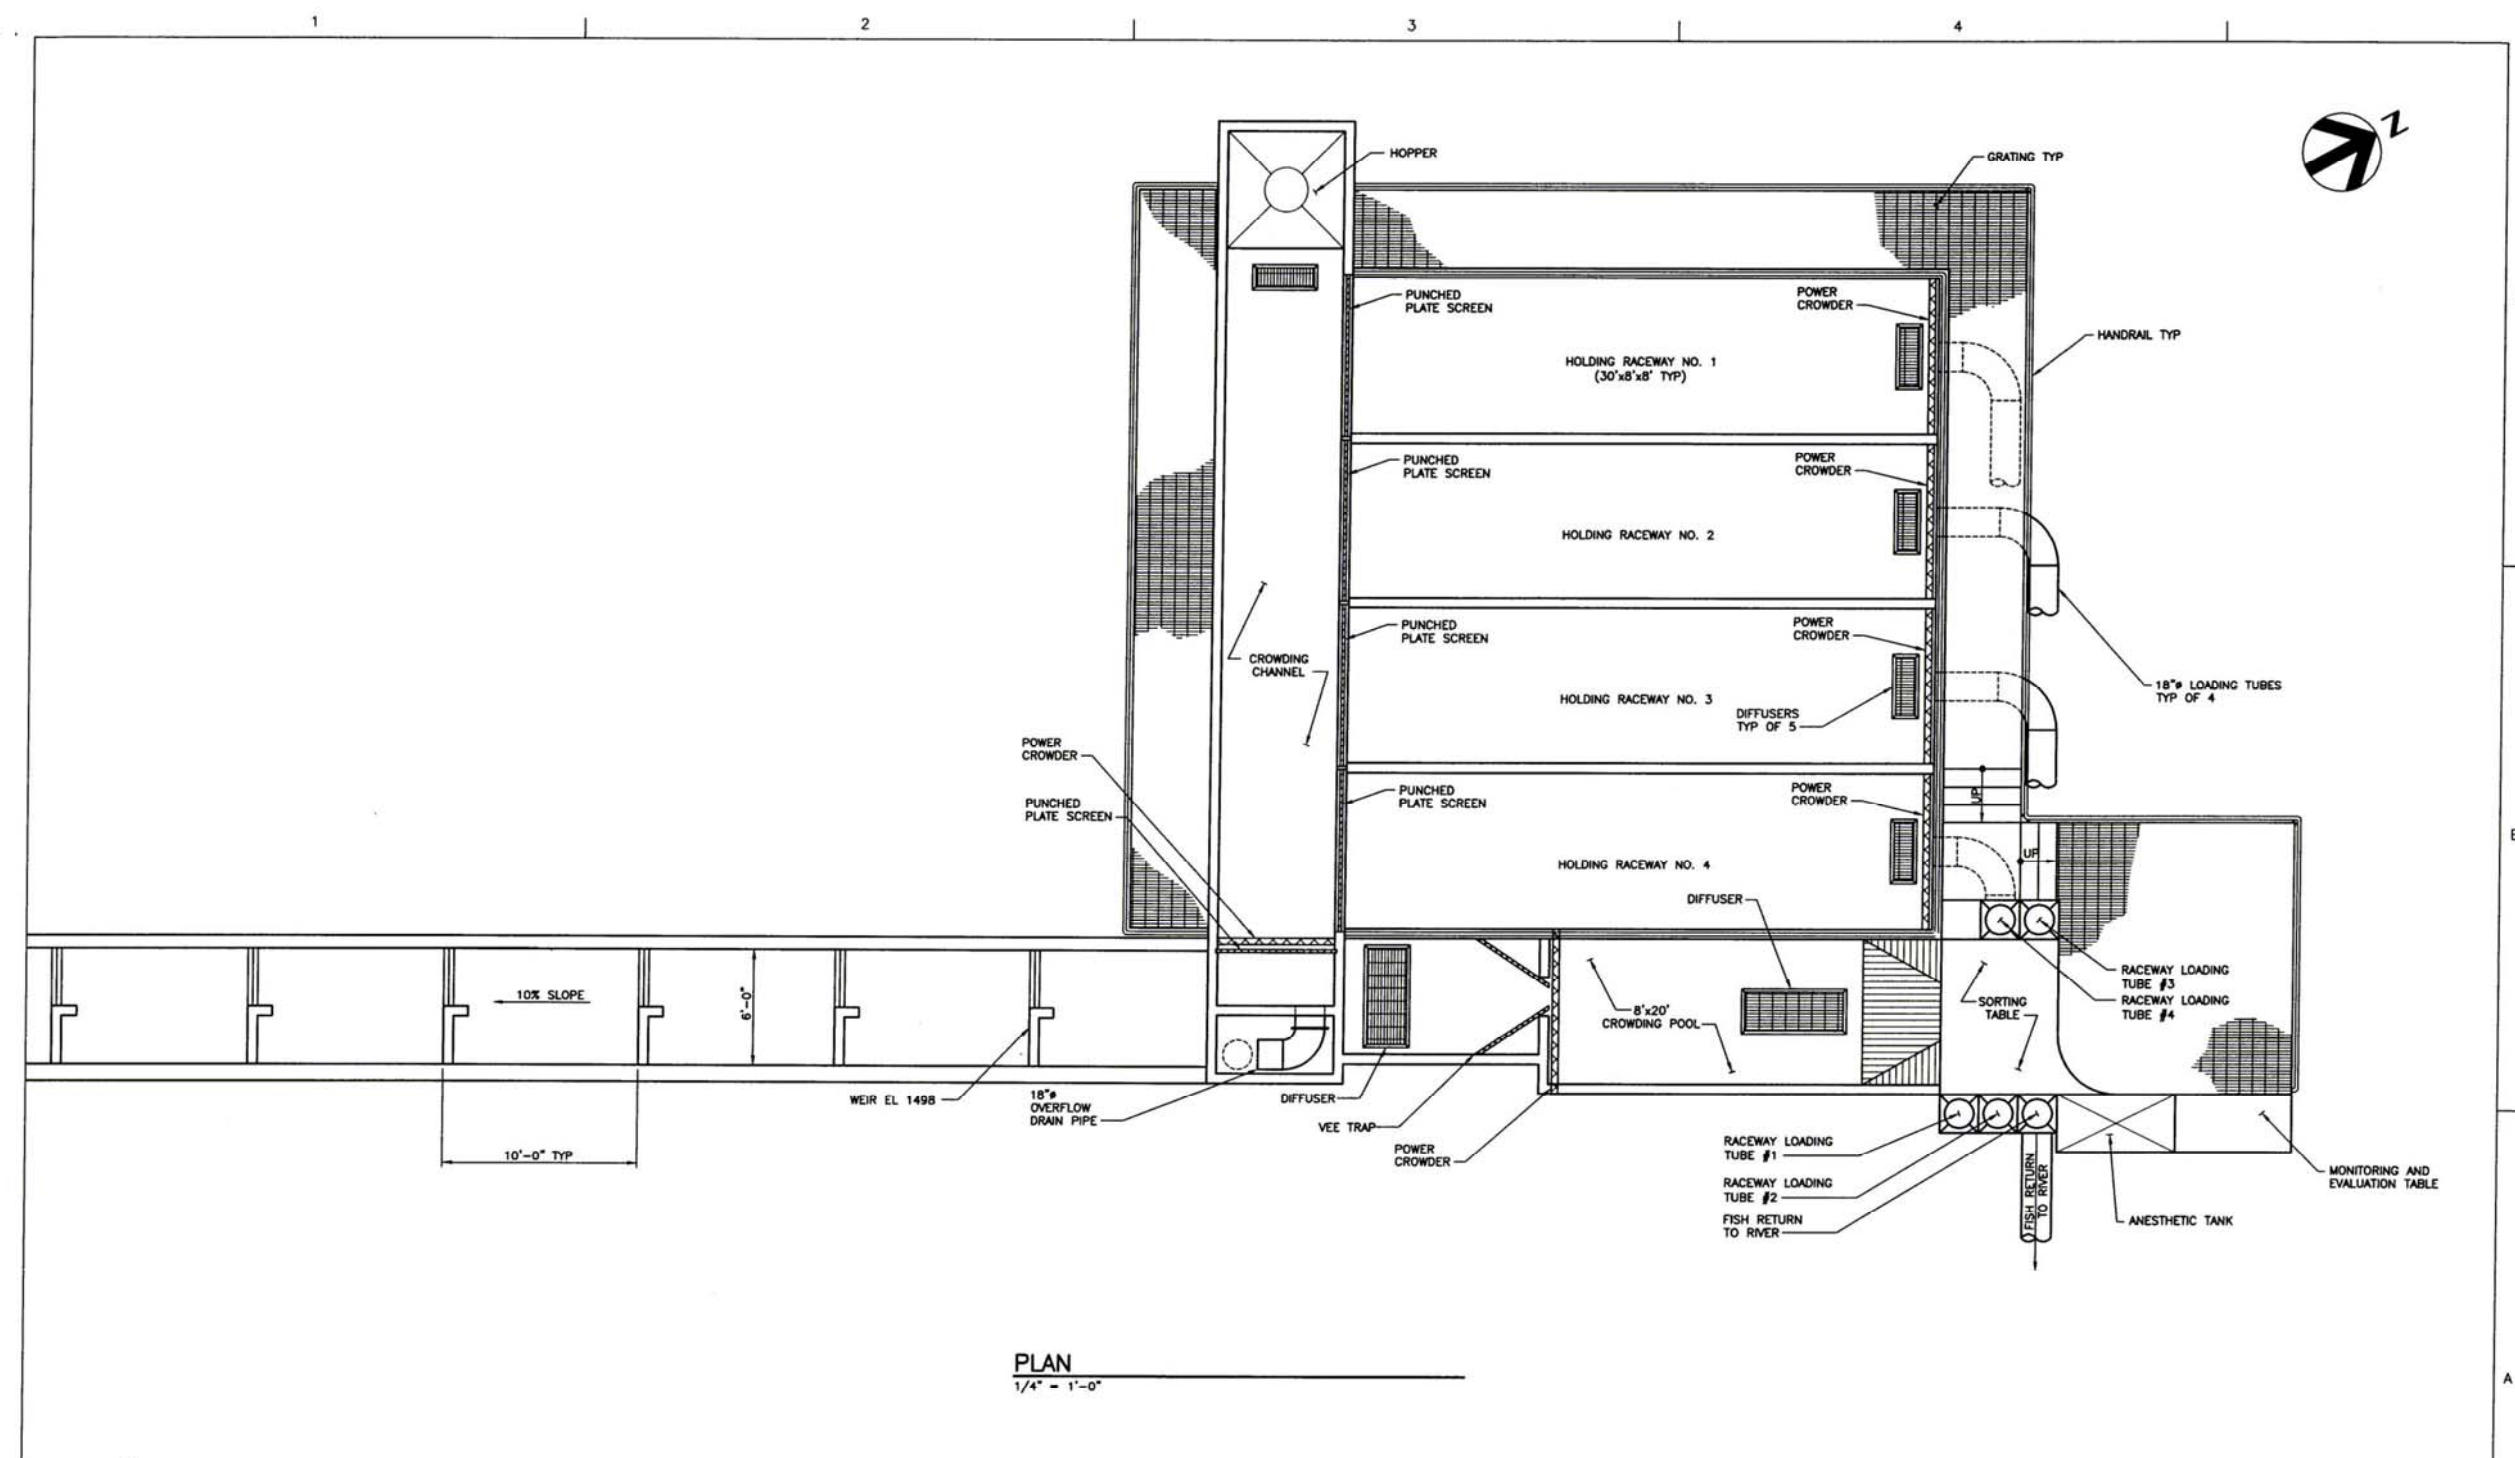 1
2
3
4
N
HOPPER
GRATING TYP
PUNCHED
PLATE SCREEN
POWER
CROWDER
HANDRAIL TYP
HOLDING RACEWAY NO. 1
(30'x8'x8' TYP)
PUNCHED
PLATE SCREEN
POWER
CROWDER
HOLDING RACEWAY NO. 2
PUNCHED
PLATE SCREEN
POWER
CROWDER
CROWDING
CHANNEL
HOLDING RACEWAY NO. 3
18"ø LOADING TUBES
TYP OF 4
DIFFUSERS
TYP OF 5
POWER
CROWDER
PUNCHED
PLATE SCREEN
PUNCHED
PLATE SCREEN
POWER
CROWDER
UP
HOLDING RACEWAY NO. 4
UP
DIFFUSER
10% SLOPE
6'-0"
8'x20'
CROWDING POOL
SORTING
TABLE
RACEWAY LOADING
TUBE #3
RACEWAY LOADING
TUBE #4
WEIR EL 1498
18"ø
OVERFLOW
DRAIN PIPE
DIFFUSER
VEE TRAP
POWER
CROWDER
10'-0" TYP
RACEWAY LOADING
TUBE #1
RACEWAY LOADING
TUBE #2
FISH RETURN
TO RIVER
FISH RETURN
TO RIVER
ANESTHETIC TANK
MONITORING AND
EVALUATION TABLE
PLAN
1/4" = 1'-0"
A